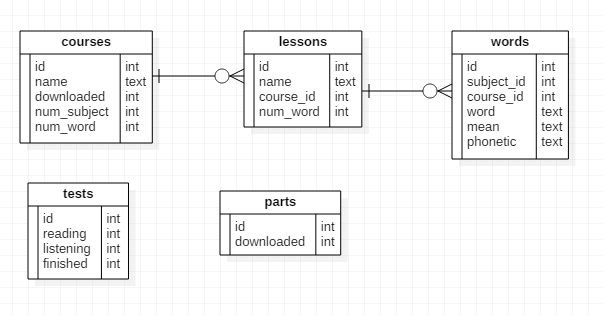 courses
id int
name text
downloaded int
num_subject int
num_word int
lessons
id int
name text
course_id int
num_word int
words
id int
subject_id int
course_id int
word text
mean text
phonetic text
tests
id int
reading int
listening int
finished int
parts
id int
downloaded int